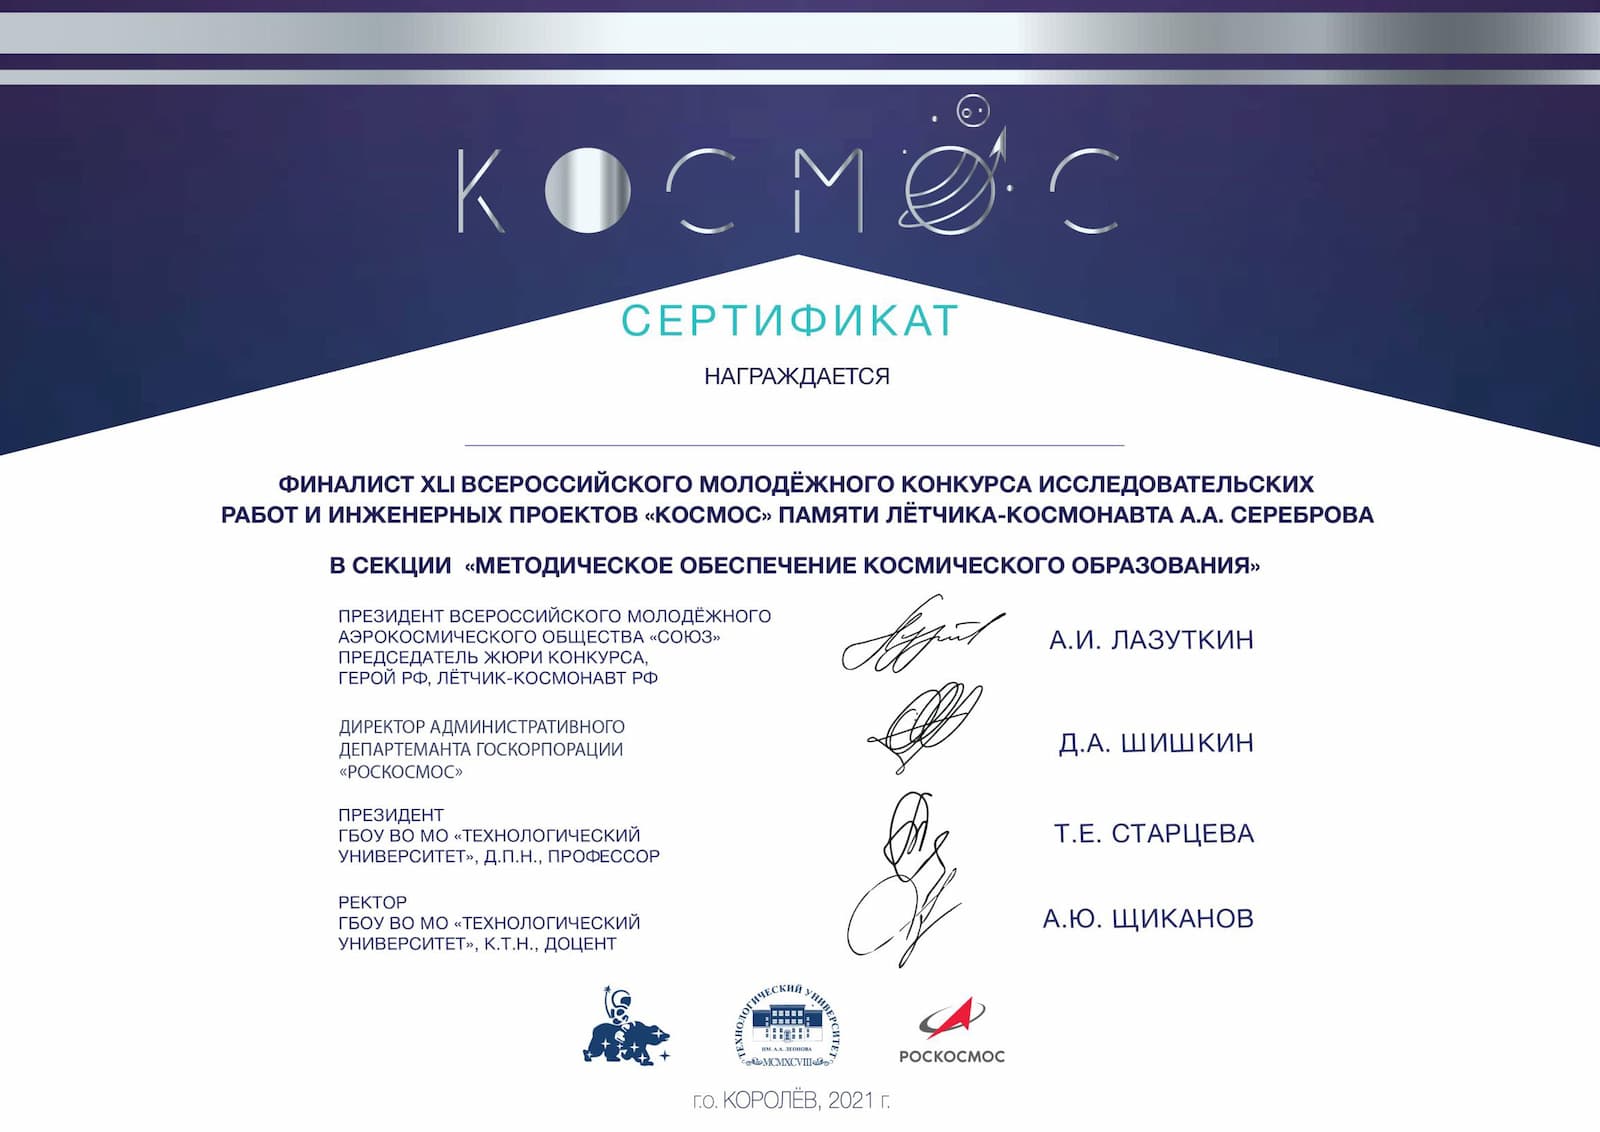 КОСМОС
СЕРТИФИКАТ
НАГРАЖДАЕТСЯ
ФИНАЛИСТ XLI ВСЕРОССИЙСКОГО МОЛОДЁЖНОГО КОНКУРСА ИССЛЕДОВАТЕЛЬСКИХ
РАБОТ И ИНЖЕНЕРНЫХ ПРОЕКТОВ «КОСМОС» ПАМЯТИ ЛЁТЧИКА-КОСМОНАВТА А.А. СЕРЕБРОВА
В СЕКЦИИ «МЕТОДИЧЕСКОЕ ОБЕСПЕЧЕНИЕ КОСМИЧЕСКОГО ОБРАЗОВАНИЯ»
ПРЕЗИДЕНТ ВСЕРОССИЙСКОГО МОЛОДЁЖНОГО
АЭРОКОСМИЧЕСКОГО ОБЩЕСТВА «СОЮЗ»
ПРЕДСЕДАТЕЛЬ ЖЮРИ КОНКУРСА,
ГЕРОЙ РФ, ЛЁТЧИК-КОСМОНАВТ РФ
А.И. ЛАЗУТКИН
ДИРЕКТОР АДМИНИСТРАТИВНОГО
ДЕПАРТЕМАНТА ГОСКОРПОРАЦИИ
«РОСКОСМОС»
Д.А. ШИШКИН
ПРЕЗИДЕНТ
ГБОУ ВО МО «ТЕХНОЛОГИЧЕСКИЙ
УНИВЕРСИТЕТ», Д.П.Н., ПРОФЕССОР
Т.Е. СТАРЦЕВА
РЕКТОР
ГБОУ ВО МО «ТЕХНОЛОГИЧЕСКИЙ
УНИВЕРСИТЕТ», К.Т.Н., ДОЦЕНТ
А.Ю. ЩИКАНОВ
ТЕХНОЛОГИЧЕСКИЙ УНИВЕРСИТЕТ
ИМ. А.А. ЛЕОНОВА
MCMXCVIII
РОСКОСМОС
г.о. КОРОЛЁВ, 2021 г.